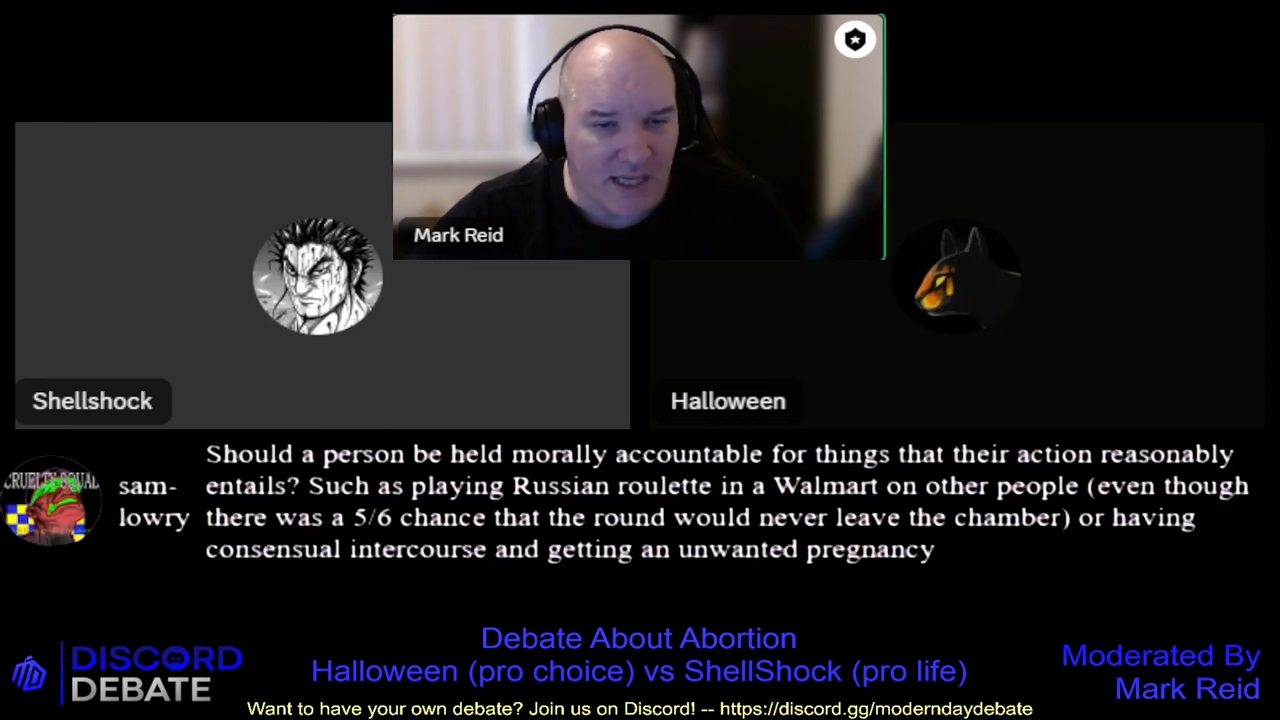 Mark Reid
Shellshock
Halloween
CRUELTY SQUAD
sam-
lowry
Should a person be held morally accountable for things that their action reasonably
entails? Such as playing Russian roulette in a Walmart on other people (even though
there was a 5/6 chance that the round would never leave the chamber) or having
consensual intercourse and getting an unwanted pregnancy
DISCORD
DEBATE
Debate About Abortion
Halloween (pro choice) vs ShellShock (pro life)
Moderated By
Mark Reid
Want to have your own debate? Join us on Discord! -- https://discord.gg/moderndaydebate